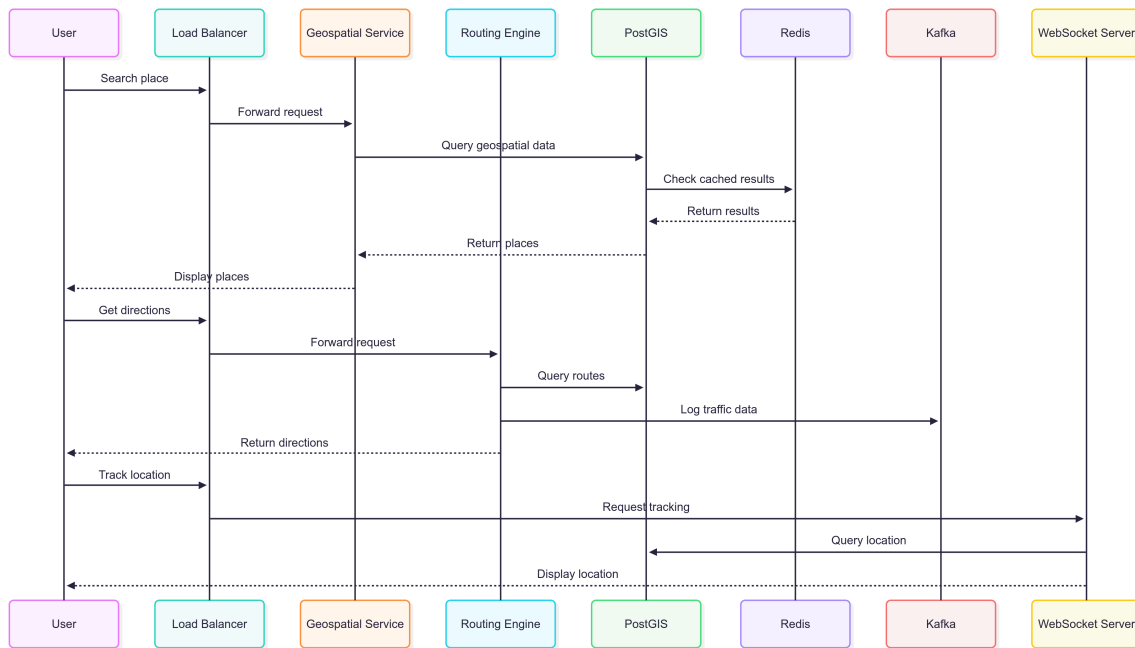 User
Load Balancer
Geospatial Service
Routing Engine
PostGIS
Redis
Kafka
WebSocket Server
Search place
Forward request
Query geospatial data
Check cached results
Return results
Return places
Display places
Get directions
Forward request
Query routes
Log traffic data
Return directions
Track location
Request tracking
Query location
Display location
User
Load Balancer
Geospatial Service
Routing Engine
PostGIS
Redis
Kafka
WebSocket Server